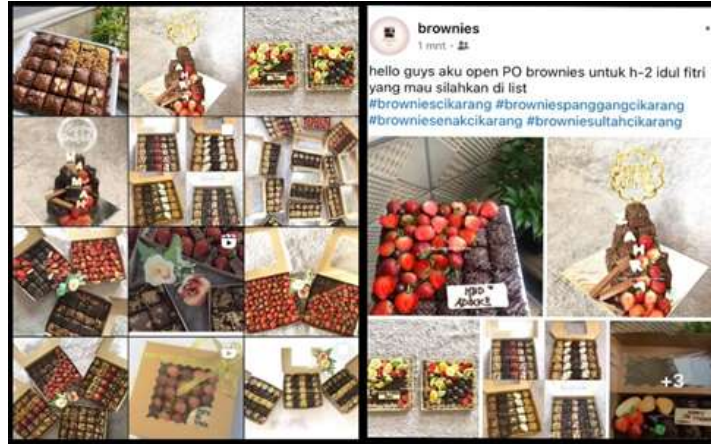 brownies
1 mnt ·
hello guys aku open PO brownies untuk h-2 idul fitri
yang mau silahkan di list
#browniescikarang #browniespanggangcikarang
#browniesenakcikarang #browniesultahcikarang
HBD
+3